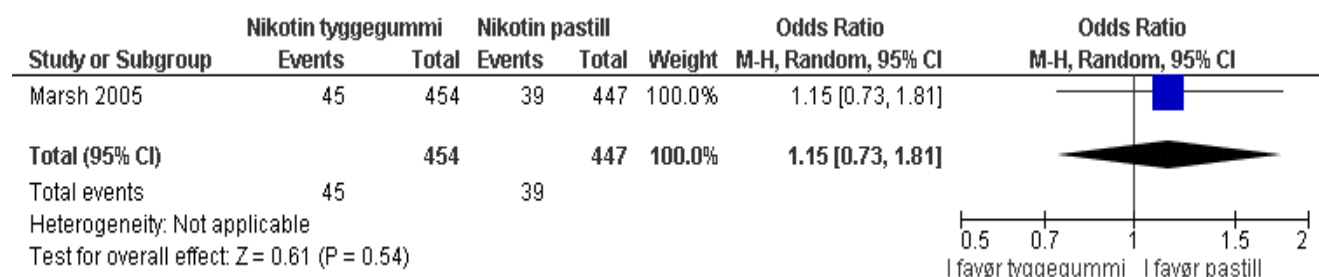 Nikotin tyggegummi Nikotin pastill Odds Ratio Odds Ratio
Study or Subgroup Events Total Events Total Weight M-H, Random, 95% CI M-H, Random, 95% CI
Marsh 2005 45 454 39 447 100.0% 1.15 [0.73, 1.81]
Total (95% CI) 454 447 100.0% 1.15 [0.73, 1.81]
Total events 45 39
Heterogeneity: Not applicable
Test for overall effect: Z = 0.61 (P = 0.54)
0.5 0.7 1 1.5 2
I favør tyggegummi I favør pastill